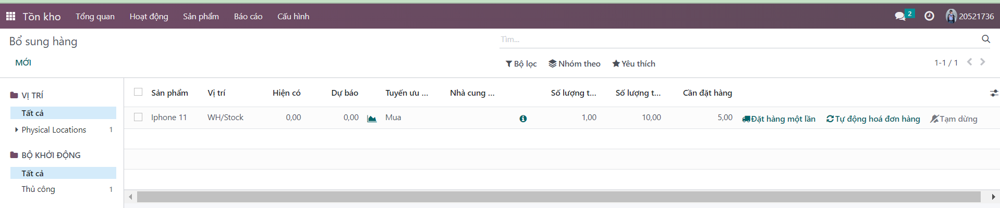 Tồn kho Tổng quan Hoạt động Sản phẩm Báo cáo Cấu hình 2 20521736
Bổ sung hàng Tìm...
MỚI Bộ lọc Nhóm theo Yêu thích 1-1 / 1
VỊ TRÍ
Tất cả
Physical Locations 1
BỘ KHỞI ĐỘNG
Tất cả
Thủ công 1
Sản phẩm Vị trí Hiện có Dự báo Tuyến ưu ... Nhà cung ... Số lượng t... Số lượng t... Cần đặt hàng
Iphone 11 WH/Stock 0,00 0,00 Mua 1,00 10,00 5,00 Đặt hàng một lần Tự động hoá đơn hàng Tạm dừng